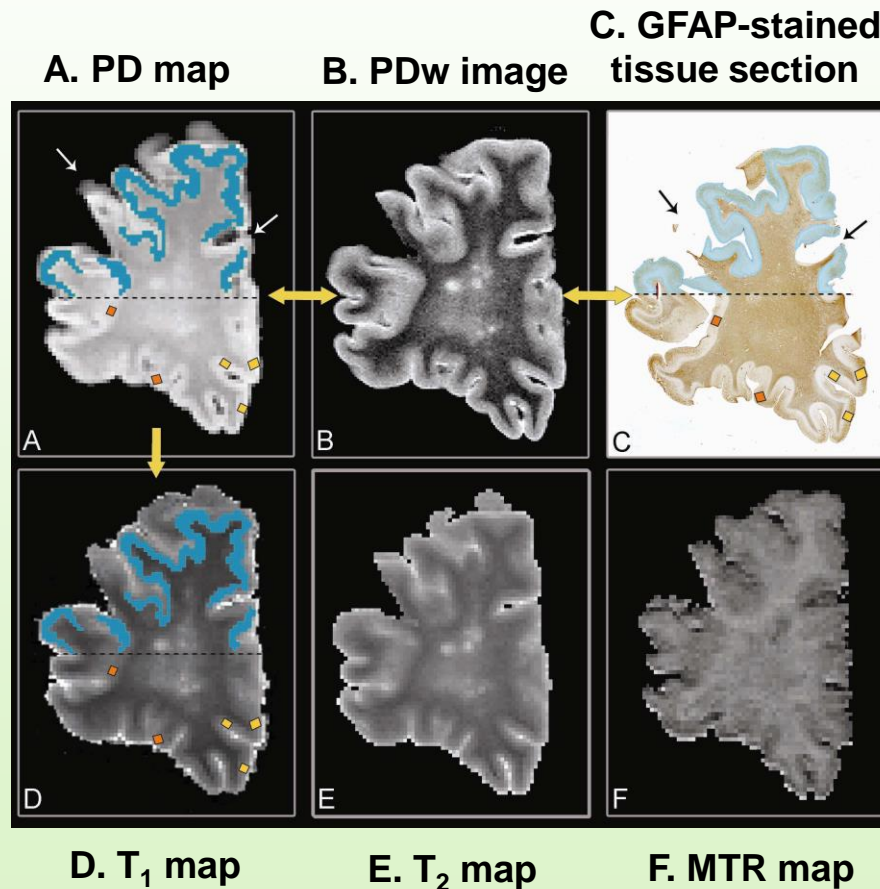 C. GFAP-stained
A. PD map B. PDw image tissue section
A B C
D E F
D. T₁ map E. T₂ map F. MTR map